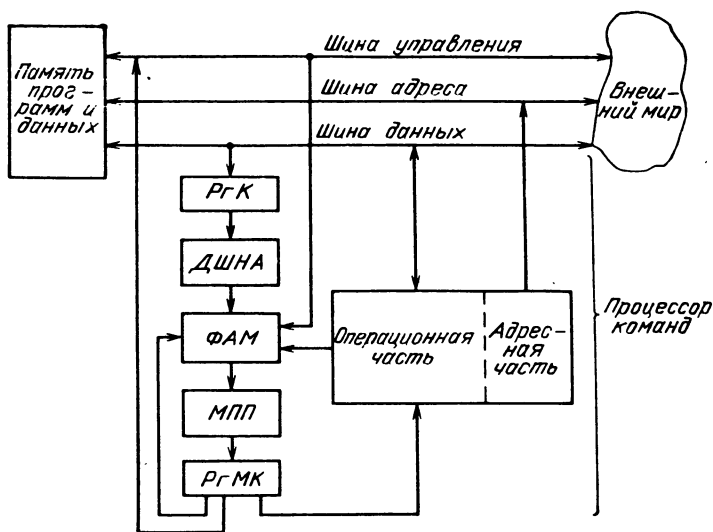 Шина управления
Память
прог-
рамм и
данных
Шина адреса
Внеш-
ний мир
Шина данных
РгК
ДШНА
ФАМ
Операционная
часть
Адрес-
ная
часть
Процессор
команд
МПП
РгМК